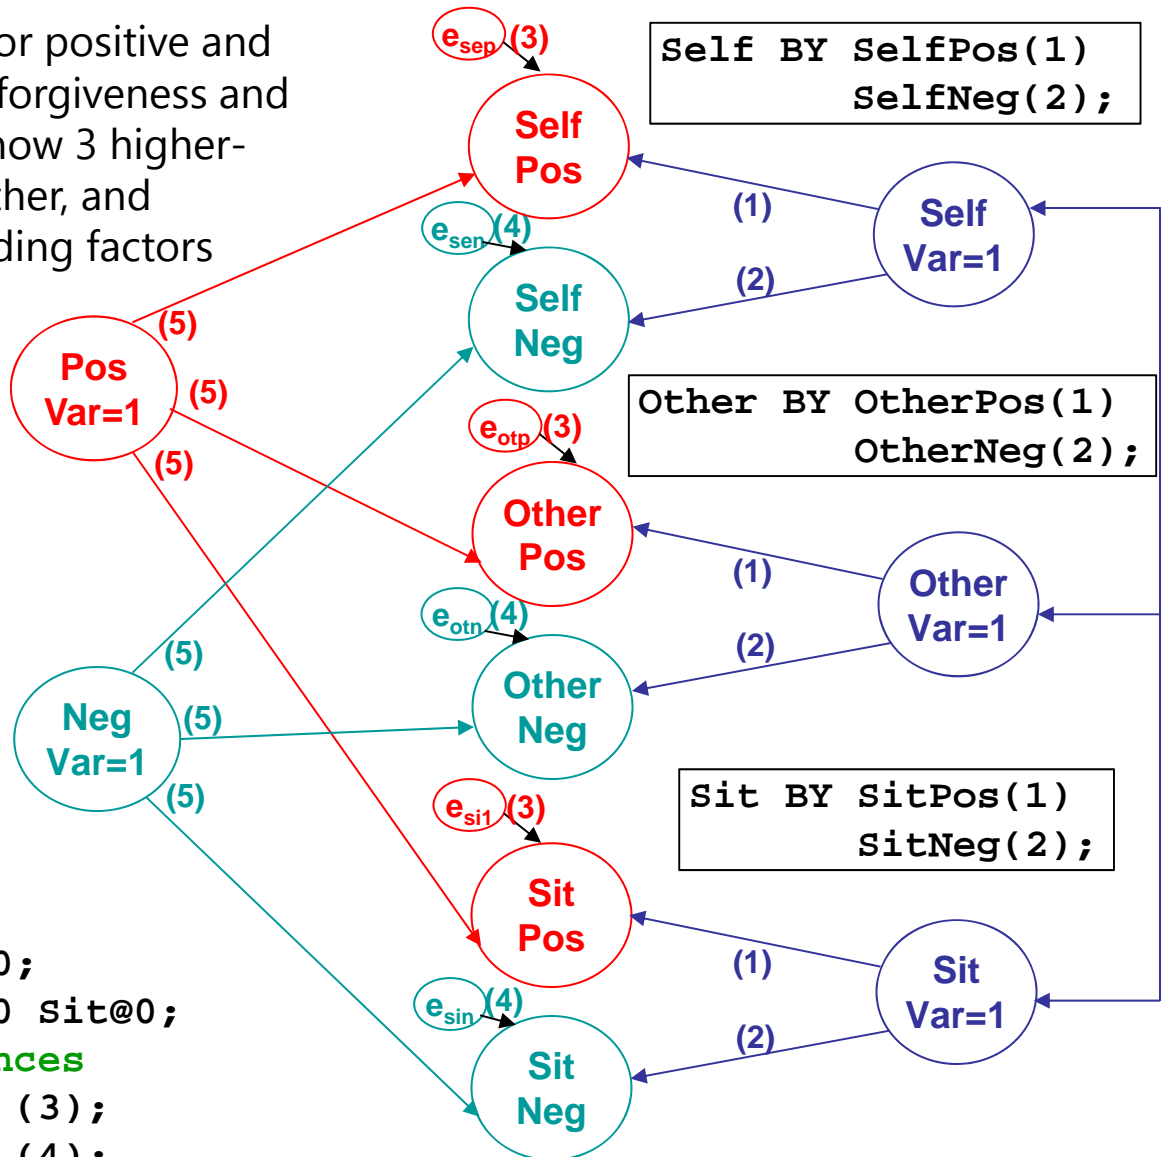 or positive and
forgiveness and
now 3 higher-
ther, and
ding factors
e_sep (3)
Self BY SelfPos(1)
SelfNeg(2);
Self
Pos
(1)
Self
Var=1
e_sen (4)
(2)
Self
Neg
(5)
Pos
Var=1
(5)
(5)
Other BY OtherPos(1)
OtherNeg(2);
e_otp (3)
Other
Pos
(1)
Other
Var=1
e_otn (4)
(2)
Other
Neg
(5)
Neg
Var=1
(5)
(5)
Sit BY SitPos(1)
SitNeg(2);
e_si1 (3)
Sit
Pos
(1)
Sit
Var=1
e_sin (4)
(2)
Sit
Neg
0;
0 Sit@0;
nces
(3);
(4);